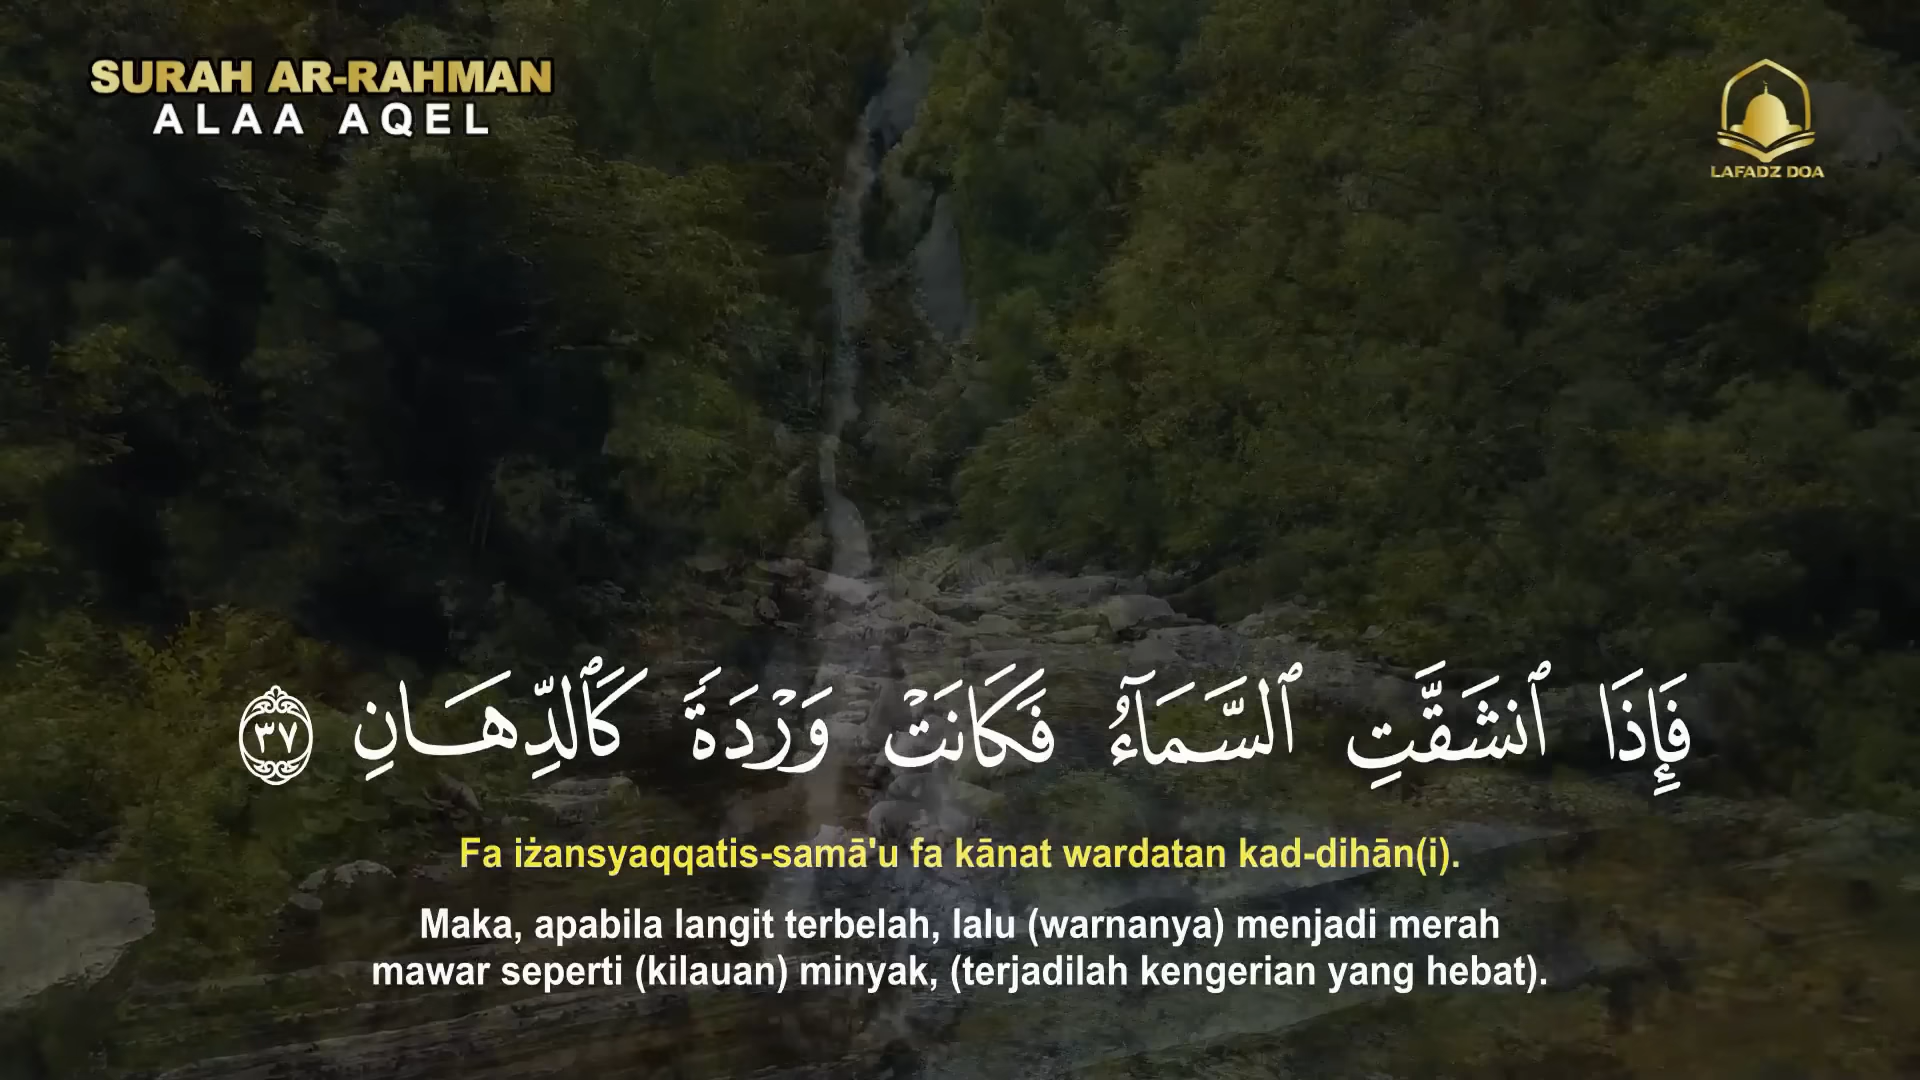 SURAH AR-RAHMAN
ALAA AQEL
LAFADZ DOA
فَإِذَا ٱنشَقَّتِ ٱلسَّمَآءُ فَكَانَتْ وَرْدَةً كَٱلدِّهَانِ ٣٧
Fa iżansyaqqatis-samā'u fa kānat wardatan kad-dihān(i).
Maka, apabila langit terbelah, lalu (warnanya) menjadi merah
mawar seperti (kilauan) minyak, (terjadilah kengerian yang hebat).